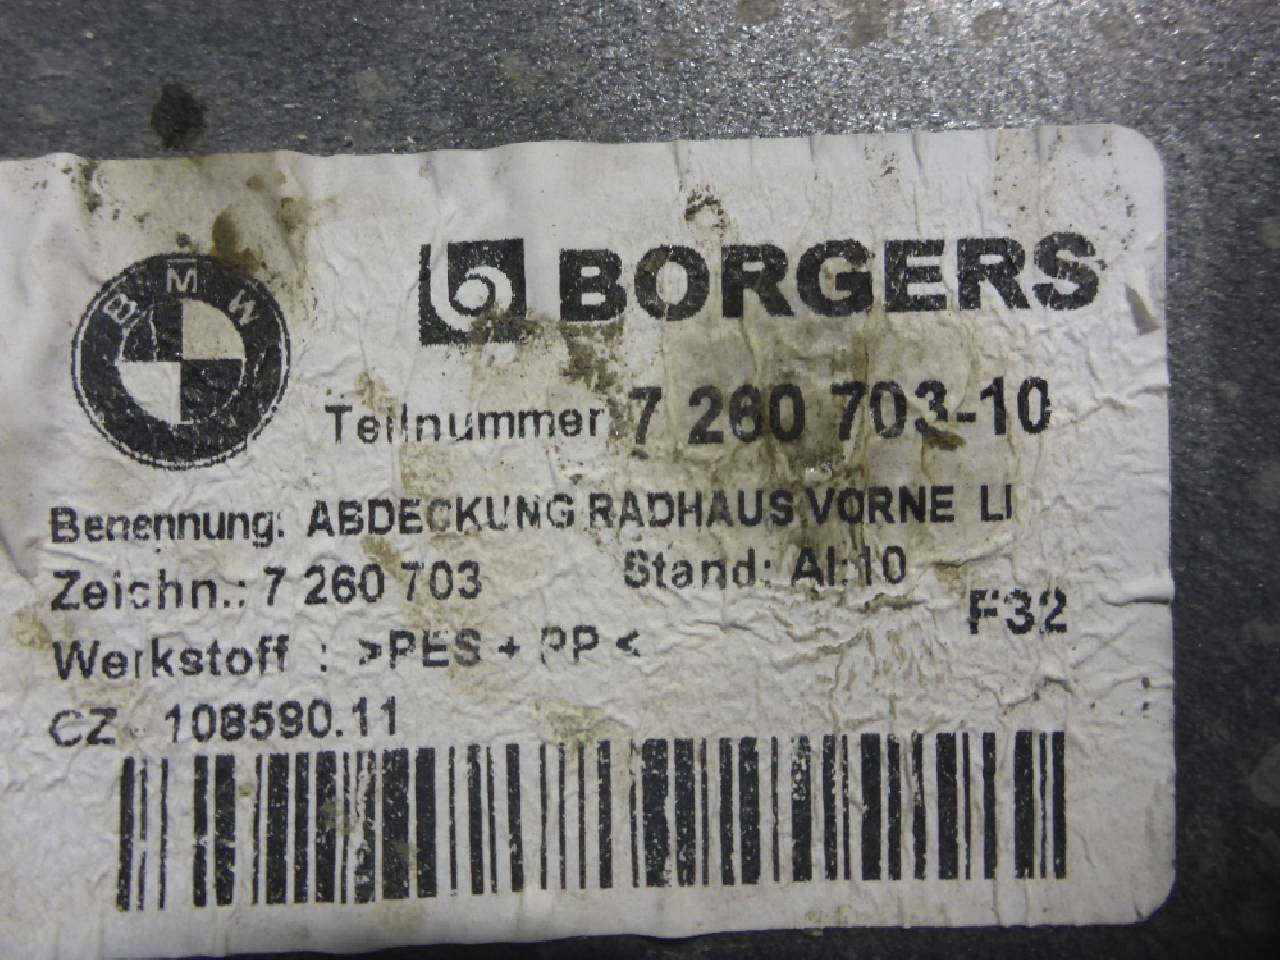 BMW
BORGERS
Teilnummer 7 260 703-10
Benennung: ABDECKUNG RADHAUS VORNE LI
Zeichn.: 7 260 703 Stand: AI:10
F32
Werkstoff : >PES + PP<
CZ 108590.11